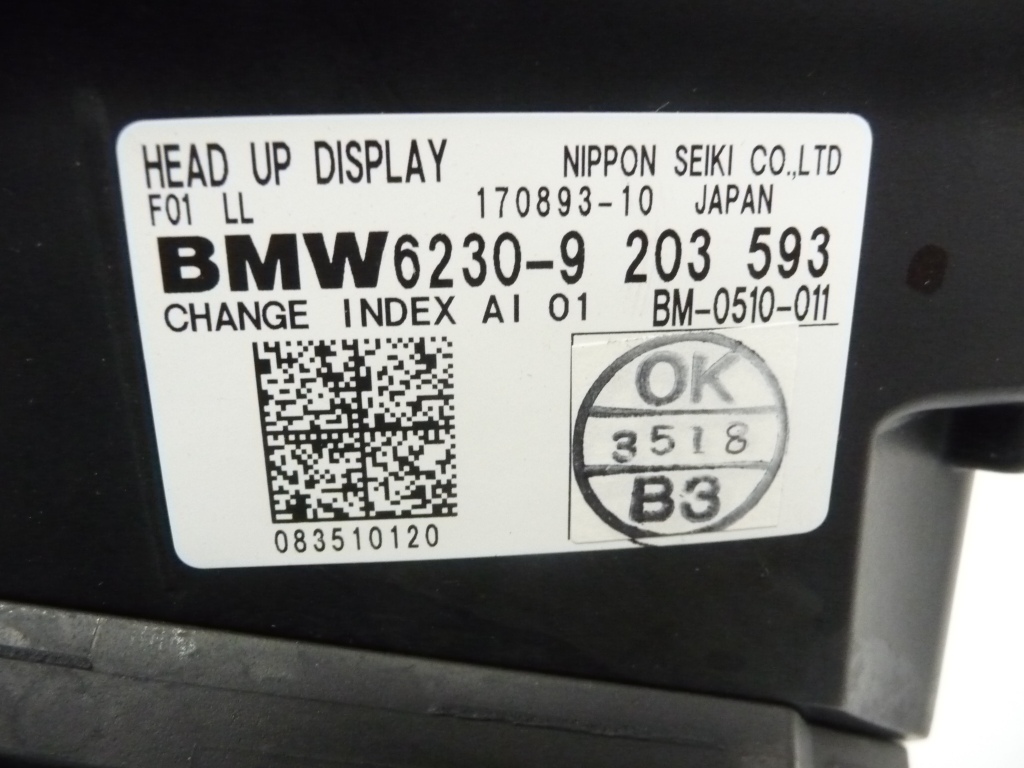 HEAD UP DISPLAY NIPPON SEIKI CO.,LTD
F01 LL 170893-10 JAPAN
BMW6230-9 203 593
CHANGE INDEX AI 01 BM-0510-011
OK
3518
B3
083510120